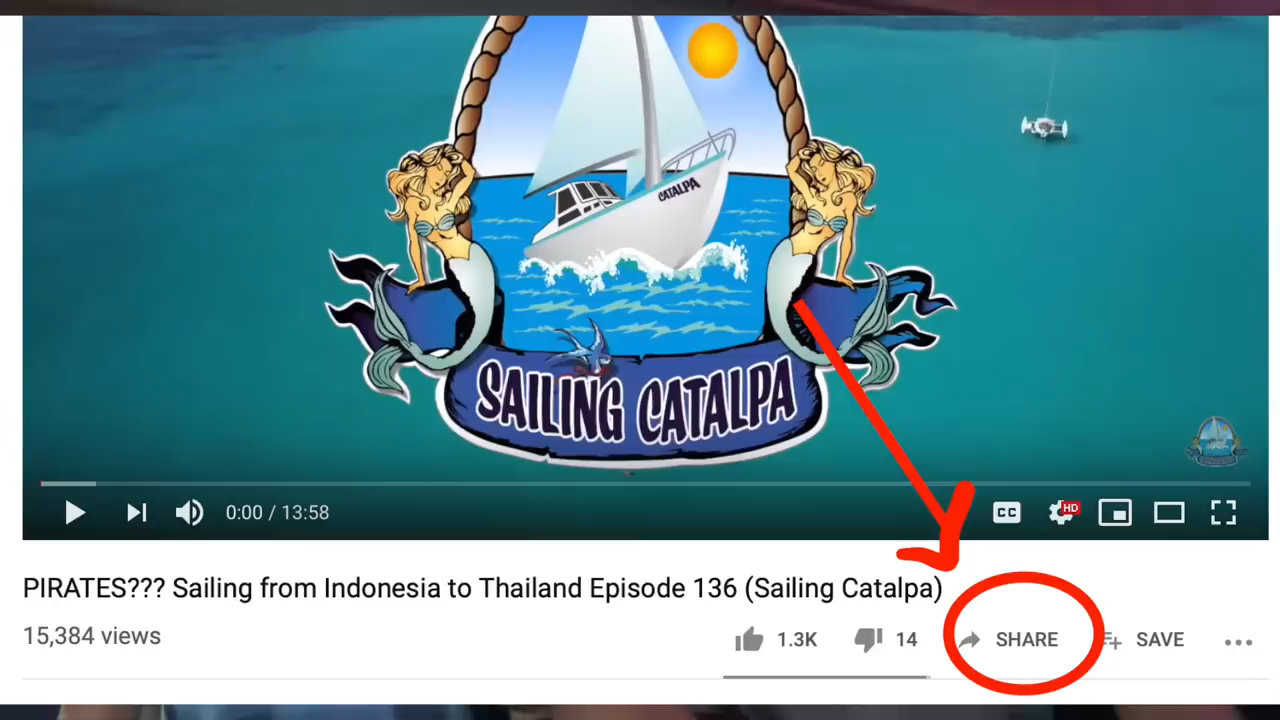 CATALPA
SAILING CATALPA
0:00 / 13:58
CC
HD
PIRATES??? Sailing from Indonesia to Thailand Episode 136 (Sailing Catalpa)
15,384 views
1.3K 14 SHARE SAVE